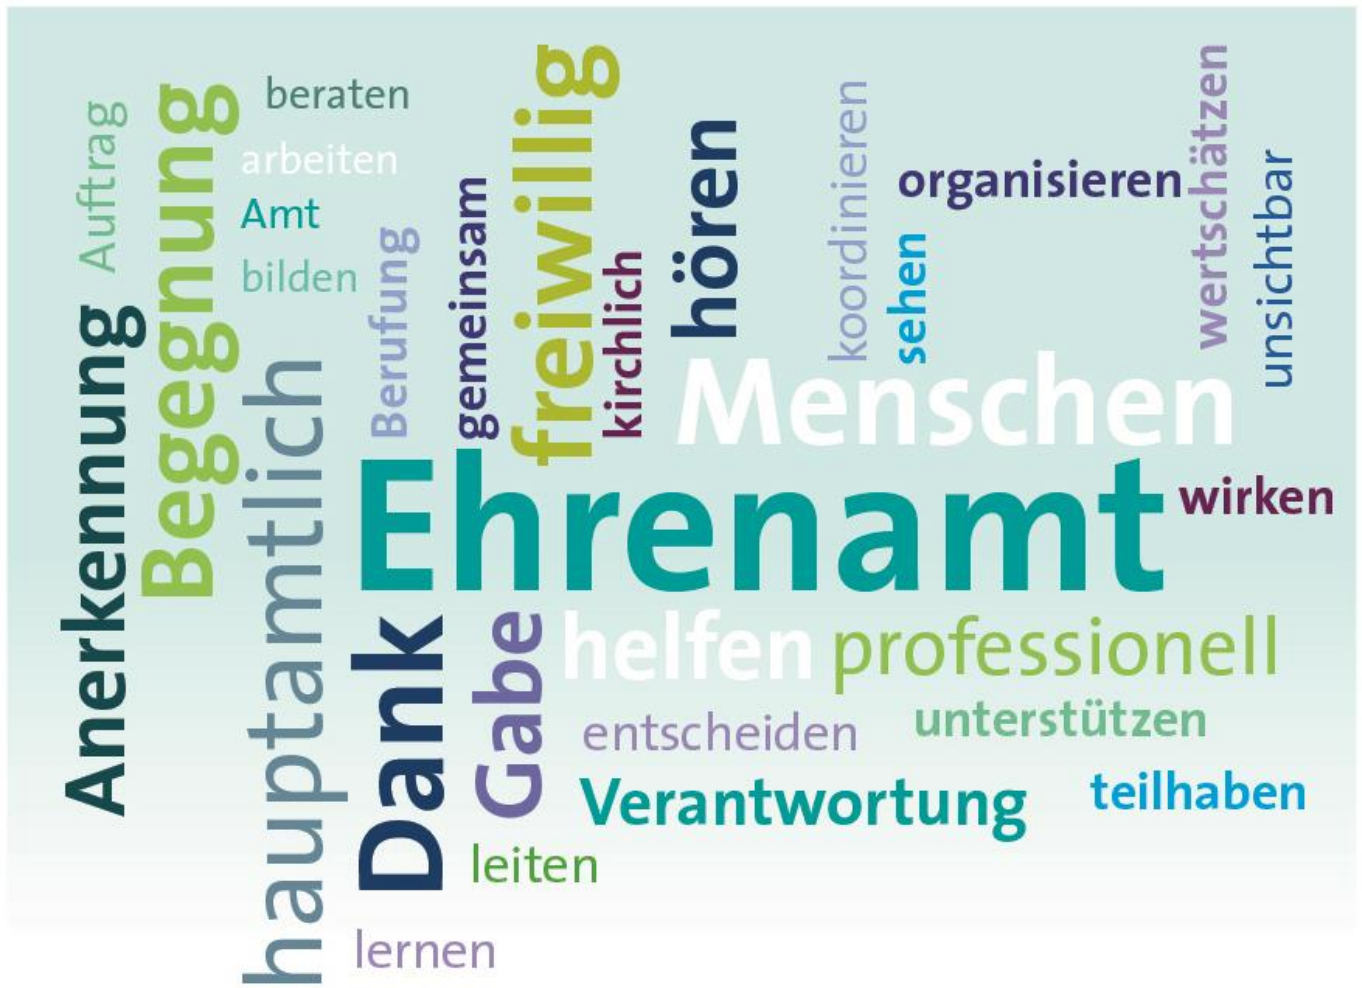 Auftrag
Begegnung
beraten
arbeiten
Amt
bilden
Berufung
gemeinsam
freiwillig
kirchlich
hören
koordinieren
organisieren
sehen
wertschätzen
unsichtbar
Anerkennung
hauptamtlich
Menschen
Ehrenamt
wirken
Dank
Gabe
helfen
professionell
entscheiden
unterstützen
Verantwortung
teilhaben
leiten
lernen